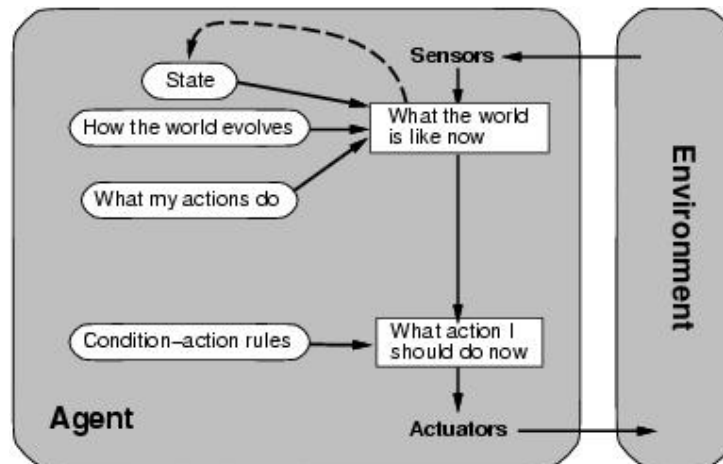 Sensors
State
What the world
is like now
How the world evolves
What my actions do
Environment
What action I
should do now
Condition–action rules
Agent
Actuators